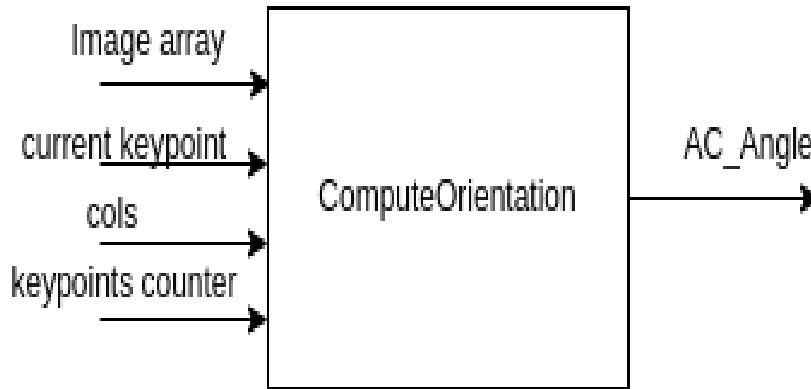 Image array
current keypoint
cols
keypoints counter
ComputeOrientation
AC_Angle